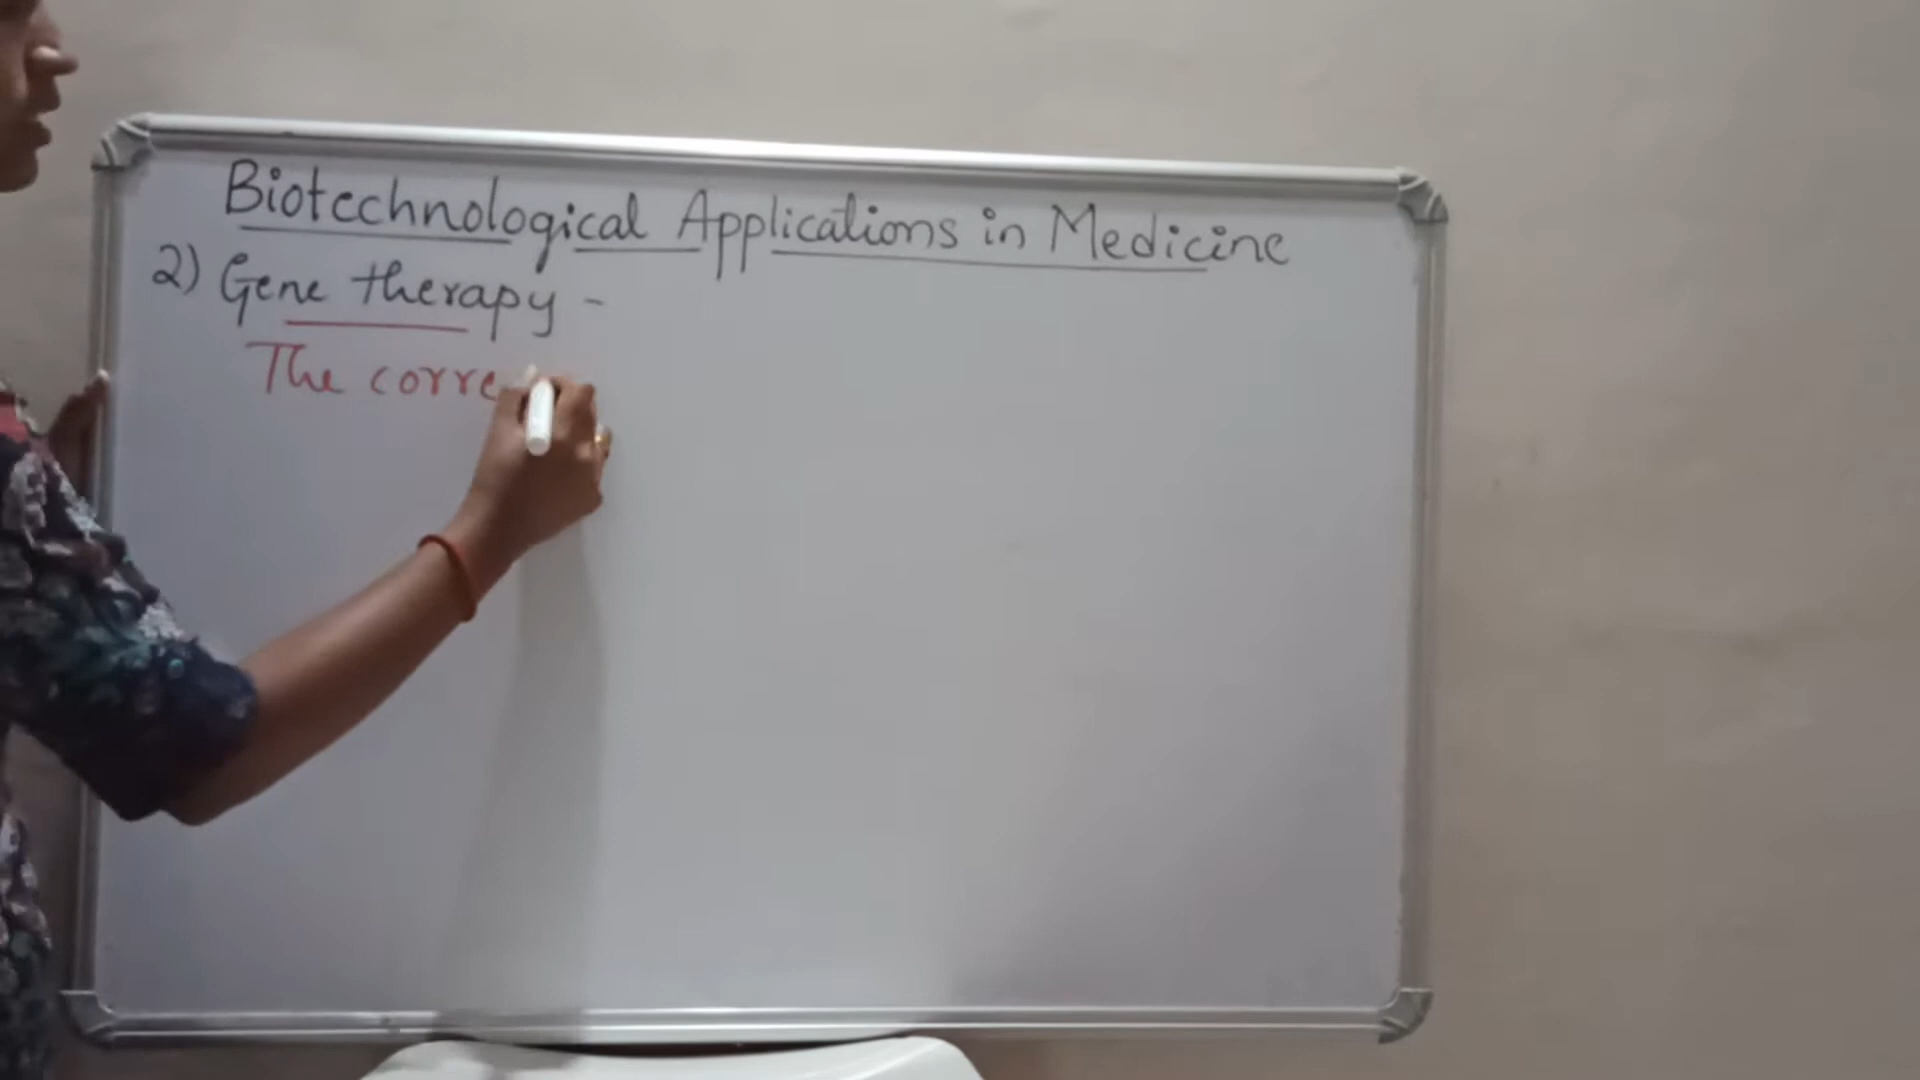 Biotechnological Applications in Medicine
2) Gene therapy -
The corre